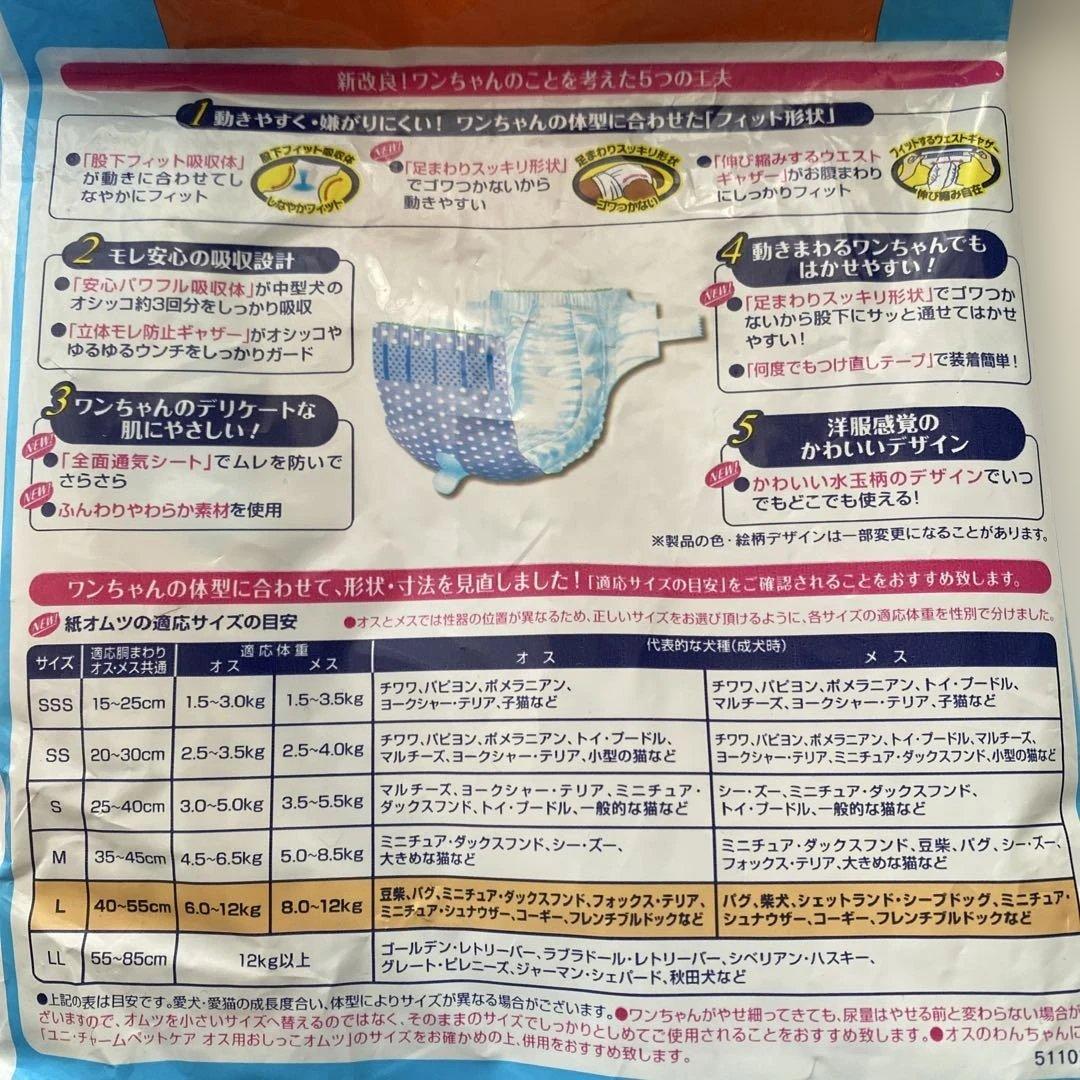 新改良!ワンちゃんのことを考えた5つの工夫
1 動きやすく・嫌がりにくい! ワンちゃんの体型に合わせた「フィット形状」
●「股下フィット吸収体」
が動きに合わせてし
なやかにフィット
股下フィット吸収体
しなやかフィット
NEW!
●「足まわりスッキリ形状」
でゴワつかないから
動きやすい
足まわりスッキリ形状
ゴワつかない
●「伸び縮みするウエスト
ギャザー」がお腹まわり
にしっかりフィット
フィットするウエストギャザー
伸び縮み自在
2 モレ安心の吸収設計
●「安心パワフル吸収体」が中型犬の
オシッコ約3回分をしっかり吸収
●「立体モレ防止ギャザー」がオシッコや
ゆるゆるウンチをしっかりガード
3 ワンちゃんのデリケートな
肌にやさしい!
NEW!
●「全面通気シート」でムレを防いで
さらさら
NEW!
●ふんわりやわらか素材を使用
4 動きまわるワンちゃんでも
はかせやすい!
NEW!
●「足まわりスッキリ形状」でゴワつか
ないから股下にサッと通せてはかせ
やすい!
●「何度でもつけ直しテープ」で装着簡単!
5 洋服感覚の
かわいいデザイン
NEW!
●かわいい水玉柄のデザインでいつ
でもどこでも使える!
※製品の色・絵柄デザインは一部変更になることがあります。
ワンちゃんの体型に合わせて、形状・寸法を見直しました!「適応サイズの目安」をご確認されることをおすすめ致します。
NEW! 紙オムツの適応サイズの目安 ●オスとメスでは性器の位置が異なるため、正しいサイズをお選び頂けるように、各サイズの適応体重を性別で分けました。
サイズ 適応胴まわり オス・メス共通 適応体重 オス メス 代表的な犬種(成犬時) オス メス
SSS 15~25cm 1.5~3.0kg 1.5~3.5kg チワワ、パピヨン、ポメラニアン、 チワワ、パピヨン、ポメラニアン、トイ・プードル、
ヨークシャー・テリア、子猫など マルチーズ、ヨークシャー・テリア、子猫など
SS 20~30cm 2.5~3.5kg 2.5~4.0kg チワワ、パピヨン、ポメラニアン、トイ・プードル、 チワワ、パピヨン、ポメラニアン、トイ・プードル、マルチーズ、
マルチーズ、ヨークシャー・テリア、小型の猫など ヨークシャー・テリア、ミニチュア・ダックスフンド、小型の猫など
S 25~40cm 3.0~5.0kg 3.5~5.5kg マルチーズ、ヨークシャー・テリア、ミニチュア・ シー・ズー、ミニチュア・ダックスフンド、
ダックスフンド、トイ・プードル、一般的な猫など トイ・プードル、一般的な猫など
M 35~45cm 4.5~6.5kg 5.0~8.5kg ミニチュア・ダックスフンド、シー・ズー、 ミニチュア・ダックスフンド、豆柴、パグ、シー・ズー、
大きめな猫など フォックス・テリア、大きめな猫など
L 40~55cm 6.0~12kg 8.0~12kg 豆柴、パグ、ミニチュア・ダックスフンド、フォックス・テリア、 パグ、柴犬、シェットランド・シープドッグ、ミニチュア・
ミニチュア・シュナウザー、コーギー、フレンチブルドックなど シュナウザー、コーギー、フレンチブルドックなど
LL 55~85cm 12kg以上 ゴールデン・レトリーバー、ラブラドール・レトリーバー、シベリアン・ハスキー、
グレート・ピレニーズ、ジャーマン・シェパード、秋田犬など
●上記の表は目安です。愛犬・愛猫の成長度合い、体型によりサイズが異なる場合がございます。●ワンちゃんがやせ細ってきても、尿量はやせる前と変わらない場合が
ざいますので、オムツを小さいサイズへ替えるのではなく、そのままのサイズでしっかりとしめてご使用されることをおすすめ致します。●オスのわんちゃんに
「ユニ・チャームペットケア オス用おしっこオムツ」のサイズをお確かめの上、併用をおすすめ致します。
5110